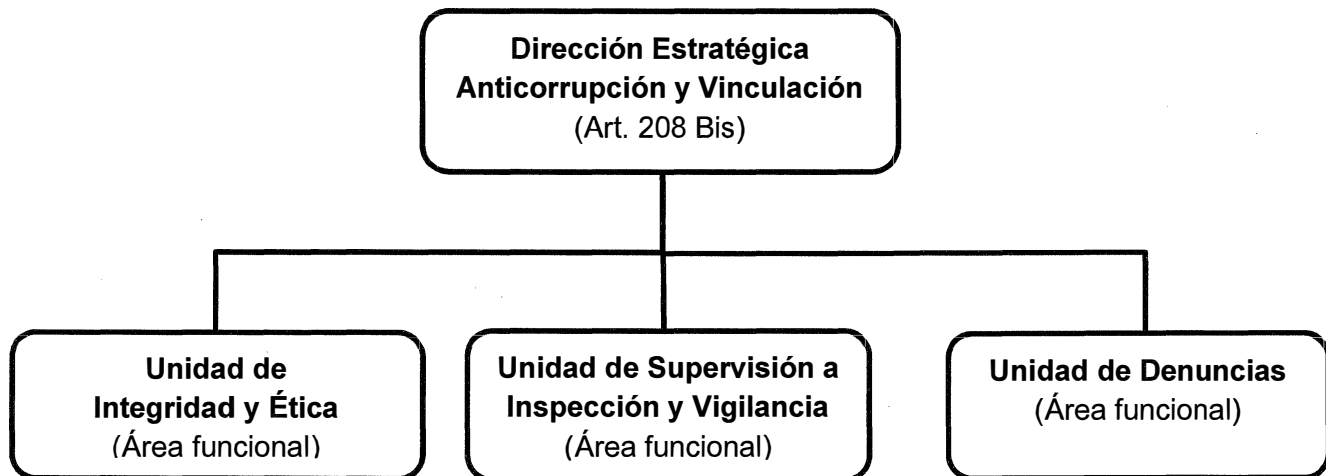 Dirección Estratégica
Anticorrupción y Vinculación
(Art. 208 Bis)
Unidad de
Integridad y Ética
(Área funcional)
Unidad de Supervisión a
Inspección y Vigilancia
(Área funcional)
Unidad de Denuncias
(Área funcional)